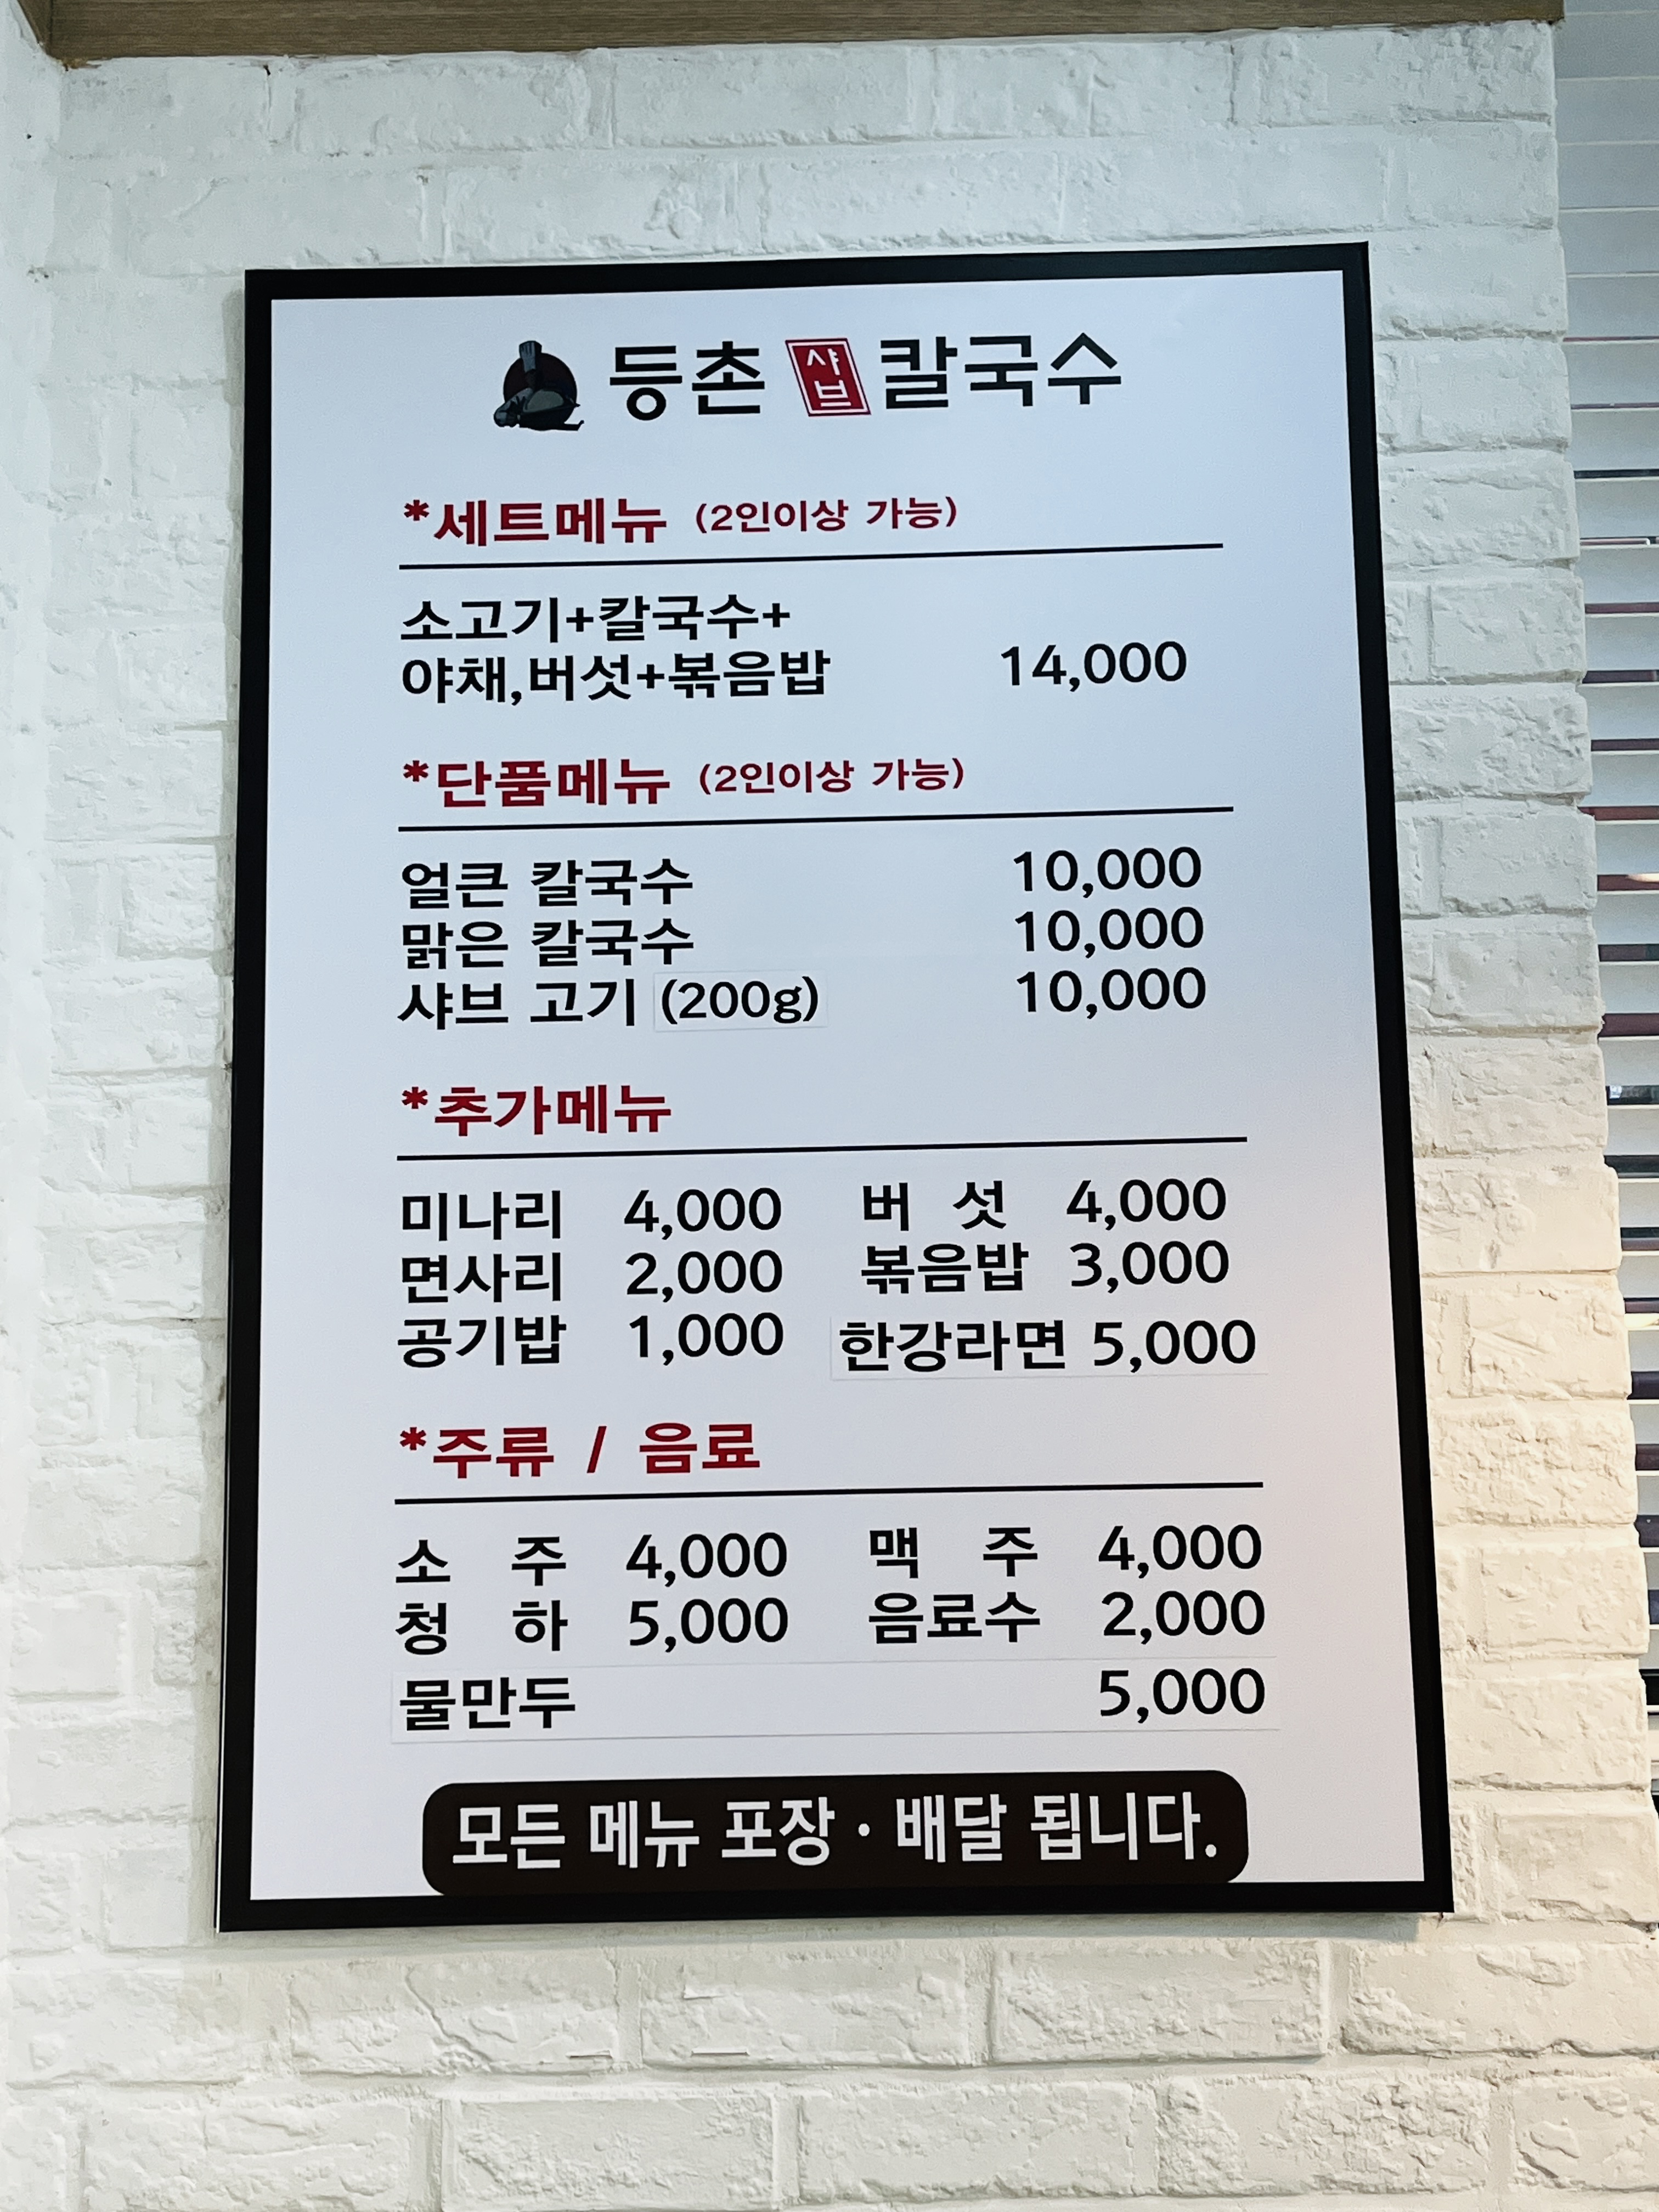 등촌 샤브 칼국수
*세트메뉴 (2인이상 가능)
소고기+칼국수+
야채,버섯+볶음밥 14,000
*단품메뉴 (2인이상 가능)
얼큰 칼국수 10,000
맑은 칼국수 10,000
샤브 고기 (200g) 10,000
*추가메뉴
미나리 4,000 버 섯 4,000
면사리 2,000 볶음밥 3,000
공기밥 1,000 한강라면 5,000
*주류 / 음료
소 주 4,000 맥 주 4,000
청 하 5,000 음료수 2,000
물만두 5,000
모든 메뉴 포장·배달 됩니다.